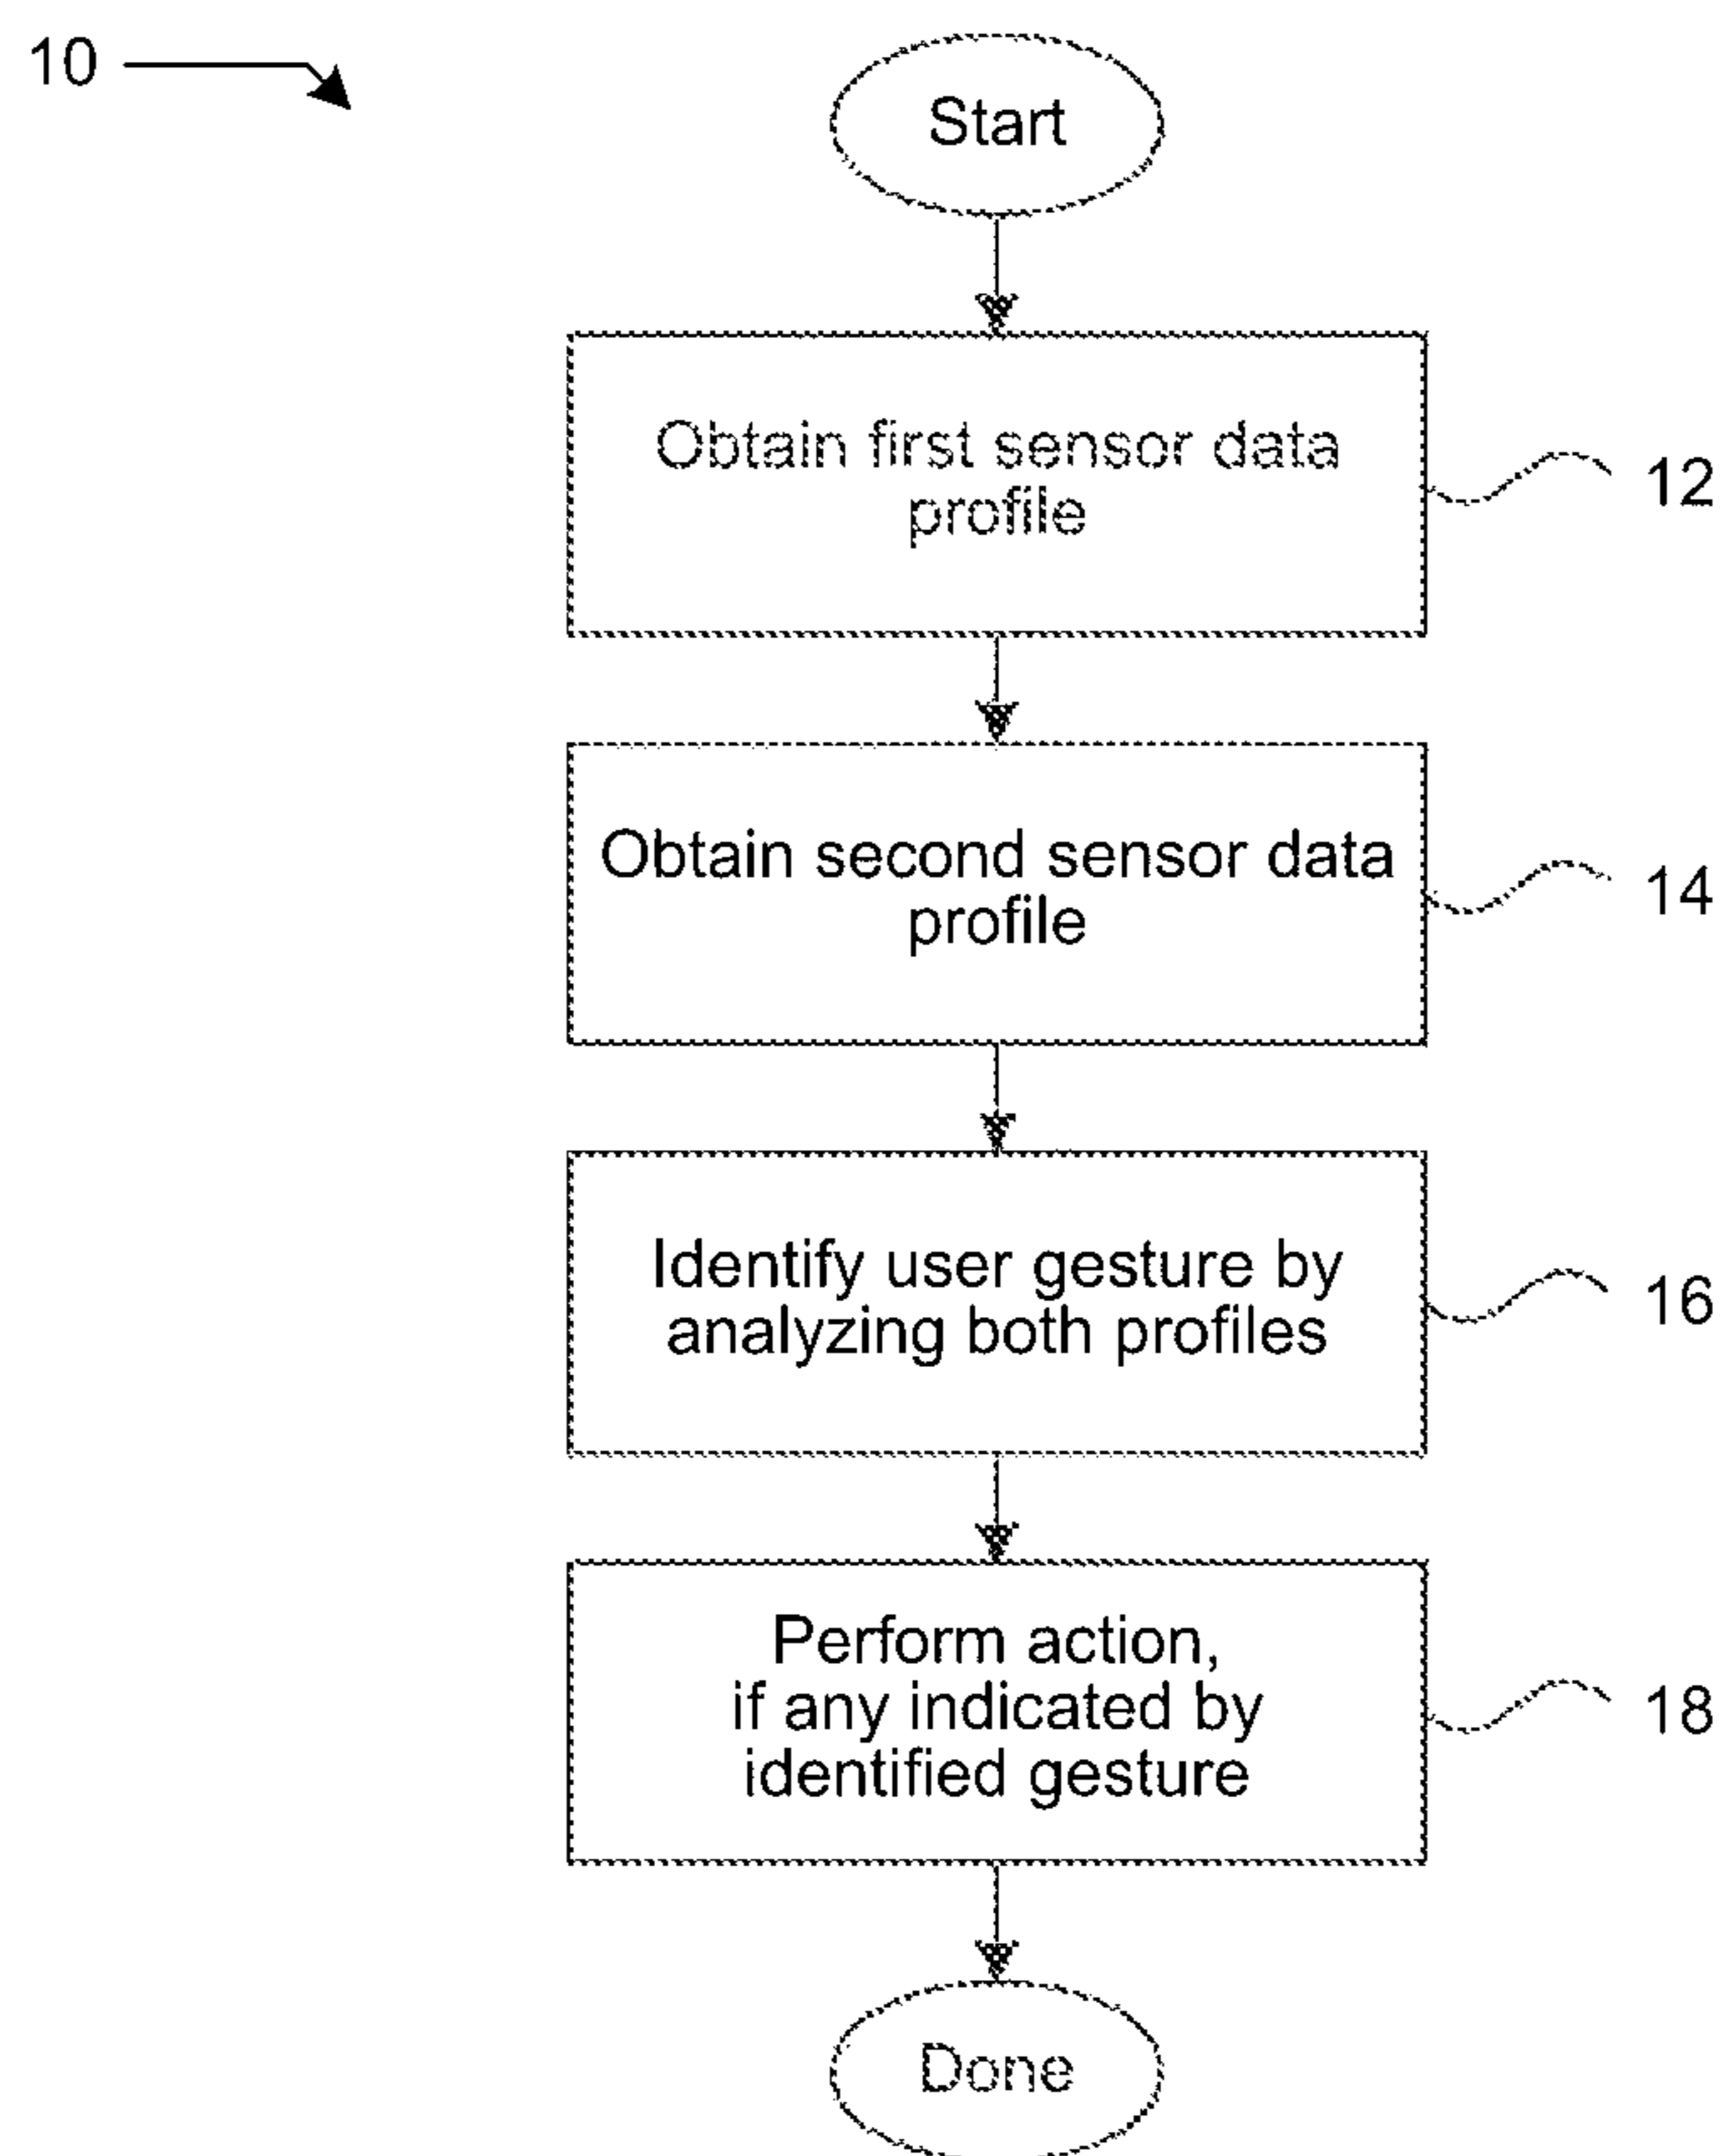 10
Start
Obtain first sensor data
profile
12
Obtain second sensor data
profile
14
Identify user gesture by
analyzing both profiles
16
Perform action,
if any indicated by
identified gesture
18
Done